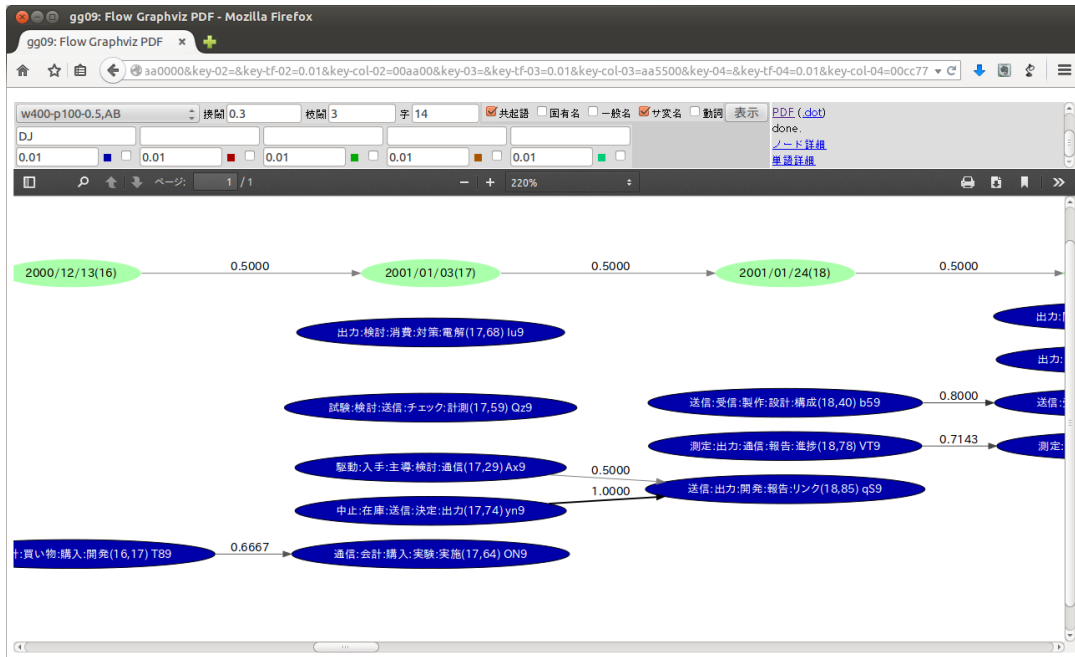 gg09: Flow Graphviz PDF - Mozilla Firefox
gg09: Flow Graphviz PDF
aa0000&key-02=&key-tf-02=0.01&key-col-02=00aa00&key-03=&key-tf-03=0.01&key-col-03=aa5500&key-04=&key-tf-04=0.01&key-col-04=00cc77
w400-p100-0.5,AB 接閾 0.3 枝閾 3 字 14 共起語 固有名 一般名 サ変名 動詞 表示 PDF (.dot)
DJ done.
ノード詳細
0.01 0.01 0.01 0.01 0.01 単語詳細
ページ: 1 / 1 220%
2000/12/13(16) 0.5000 2001/01/03(17) 0.5000 2001/01/24(18) 0.5000
出力:
出力:検討:消費:対策:電解(17,68) Iu9
出力:
試験:検討:送信:チェック:計測(17,59) Qz9 送信:受信:製作:設計:構成(18,40) b59 0.8000 送信:
測定:出力:通信:報告:進捗(18,78) VT9 0.7143 測定:
駆動:入手:主導:検討:通信(17,29) Ax9 0.5000
送信:出力:開発:報告:リンク(18,85) qS9
1.0000
中止:在庫:送信:決定:出力(17,74) yn9
計:買い物:購入:開発(16,17) T89 0.6667 通信:会計:購入:実験:実施(17,64) ON9